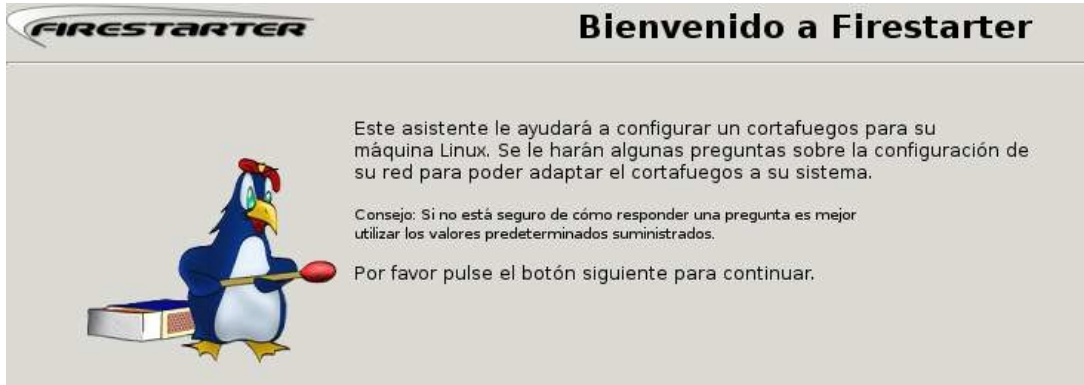 FIRESTARTER
Bienvenido a Firestarter
Este asistente le ayudará a configurar un cortafuegos para su
máquina Linux. Se le harán algunas preguntas sobre la configuración de
su red para poder adaptar el cortafuegos a su sistema.
Consejo: Si no está seguro de cómo responder una pregunta es mejor
utilizar los valores predeterminados suministrados.
Por favor pulse el botón siguiente para continuar.